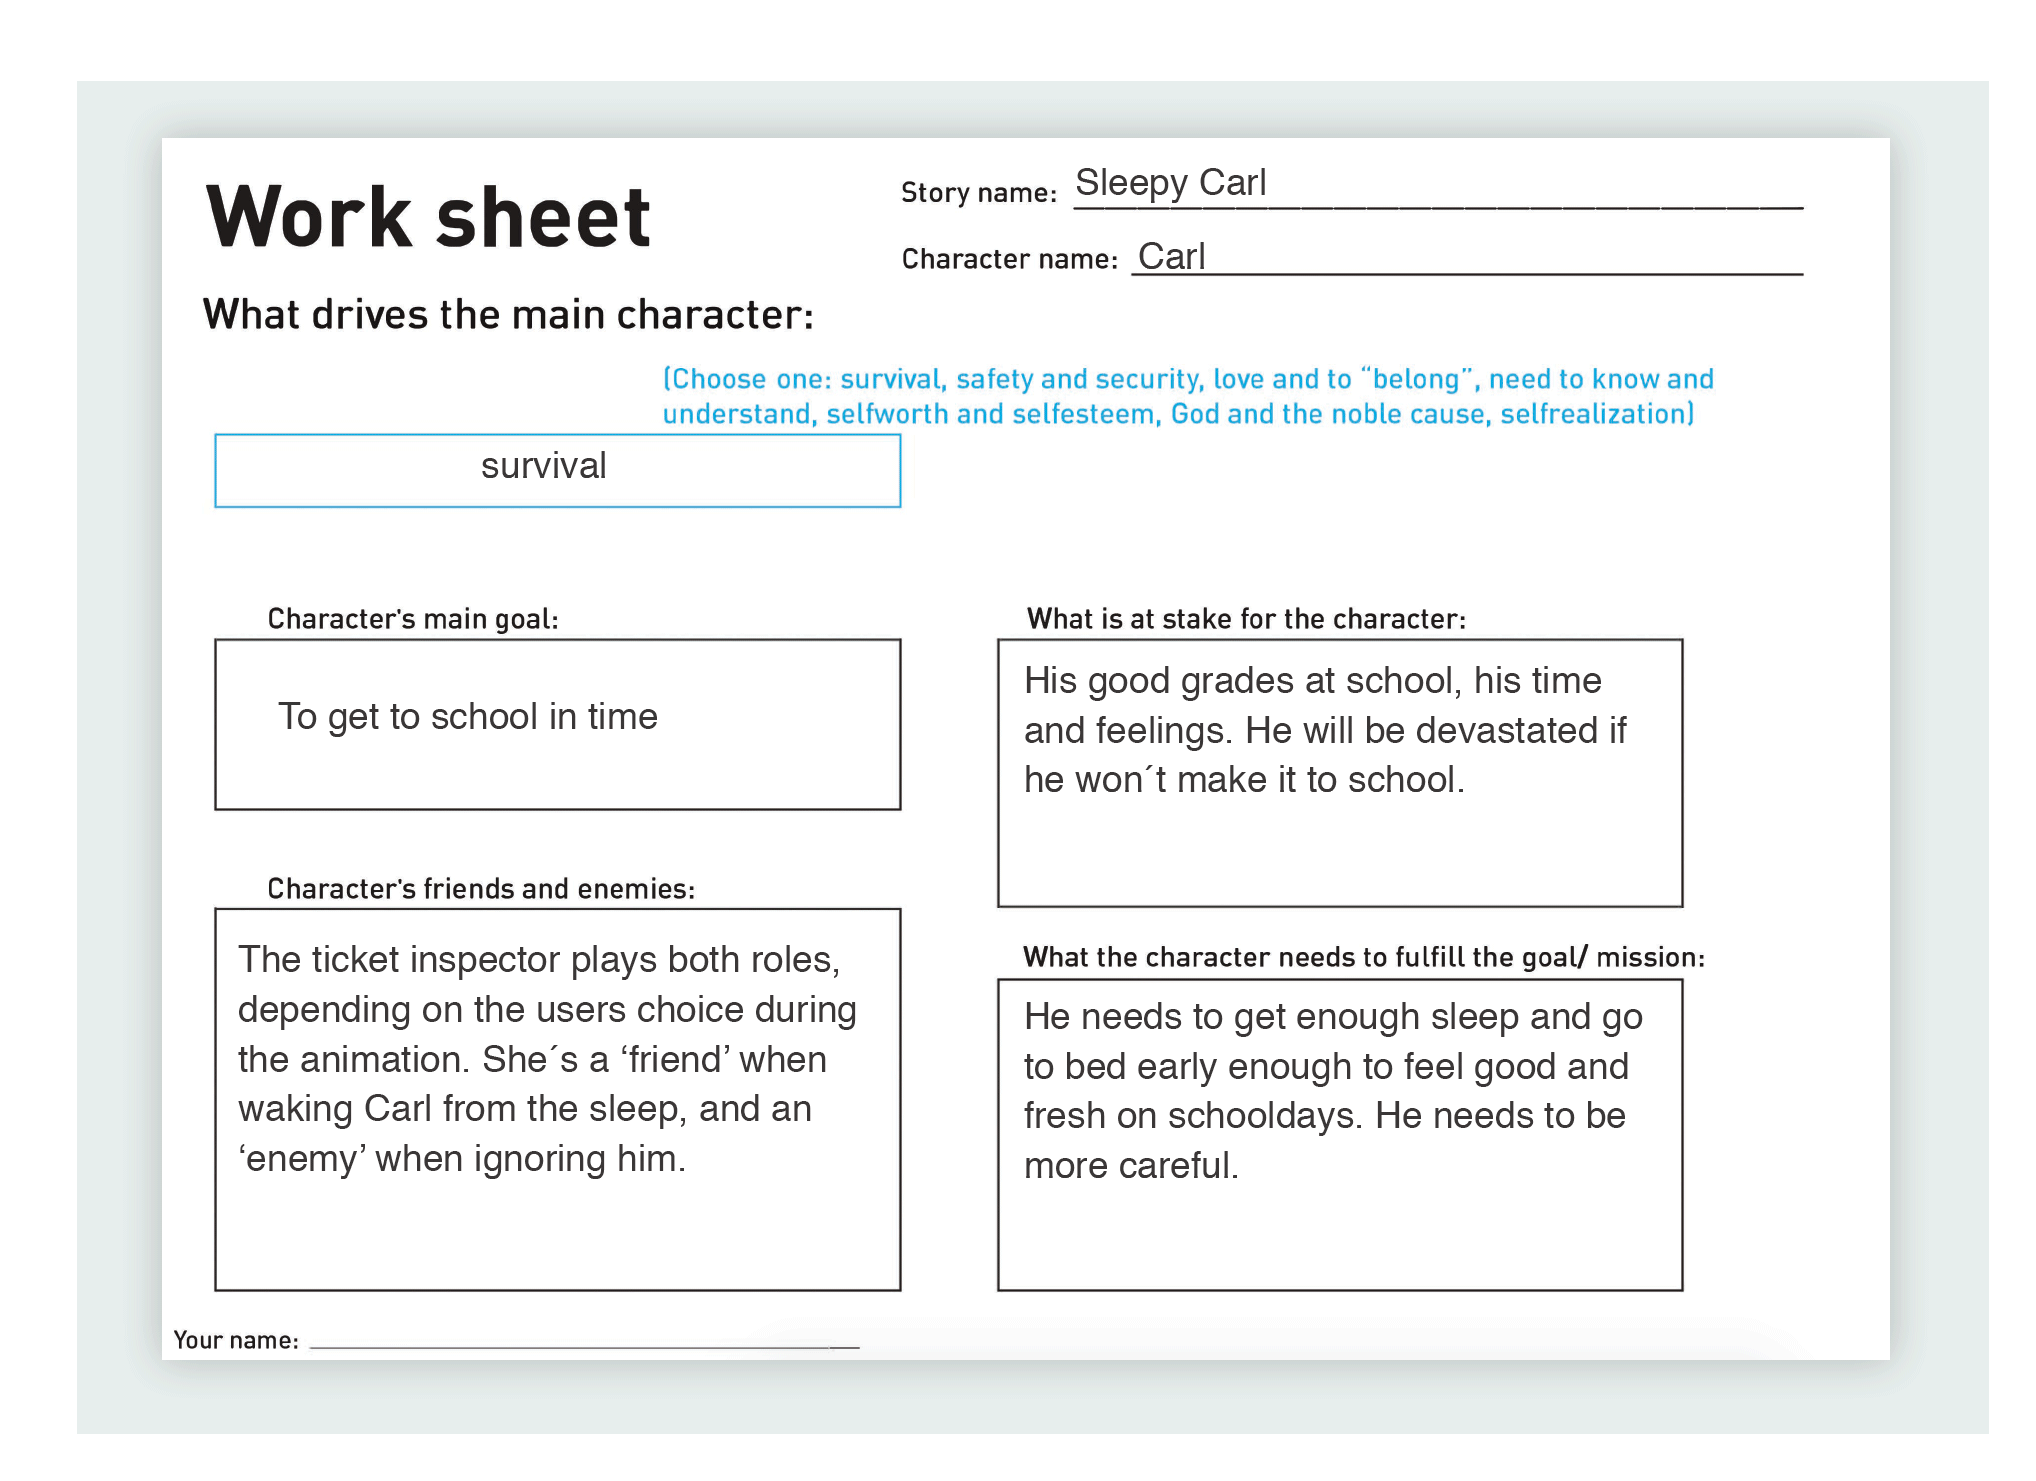 Work sheet
Story name: Sleepy Carl
Character name: Carl
What drives the main character:
(Choose one: survival, safety and security, love and to “belong”, need to know and
understand, selfworth and selfesteem, God and the noble cause, selfrealization)
survival
Character's main goal:
To get to school in time
What is at stake for the character:
His good grades at school, his time
and feelings. He will be devastated if
he won´t make it to school.
Character's friends and enemies:
The ticket inspector plays both roles,
depending on the users choice during
the animation. She´s a ‘friend’ when
waking Carl from the sleep, and an
‘enemy’ when ignoring him.
What the character needs to fulfill the goal/ mission:
He needs to get enough sleep and go
to bed early enough to feel good and
fresh on schooldays. He needs to be
more careful.
Your name: